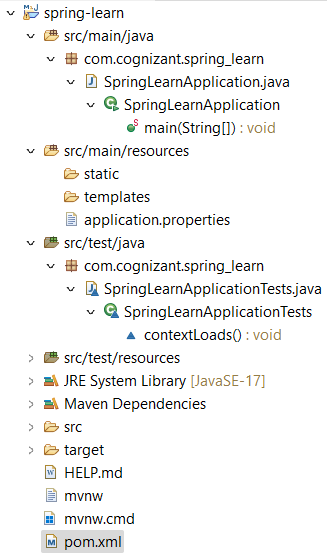 spring-learn
src/main/java
com.cognizant.spring_learn
SpringLearnApplication.java
SpringLearnApplication
main(String[]) : void
src/main/resources
static
templates
application.properties
src/test/java
com.cognizant.spring_learn
SpringLearnApplicationTests.java
SpringLearnApplicationTests
contextLoads() : void
src/test/resources
JRE System Library [JavaSE-17]
Maven Dependencies
src
target
HELP.md
mvnw
mvnw.cmd
pom.xml